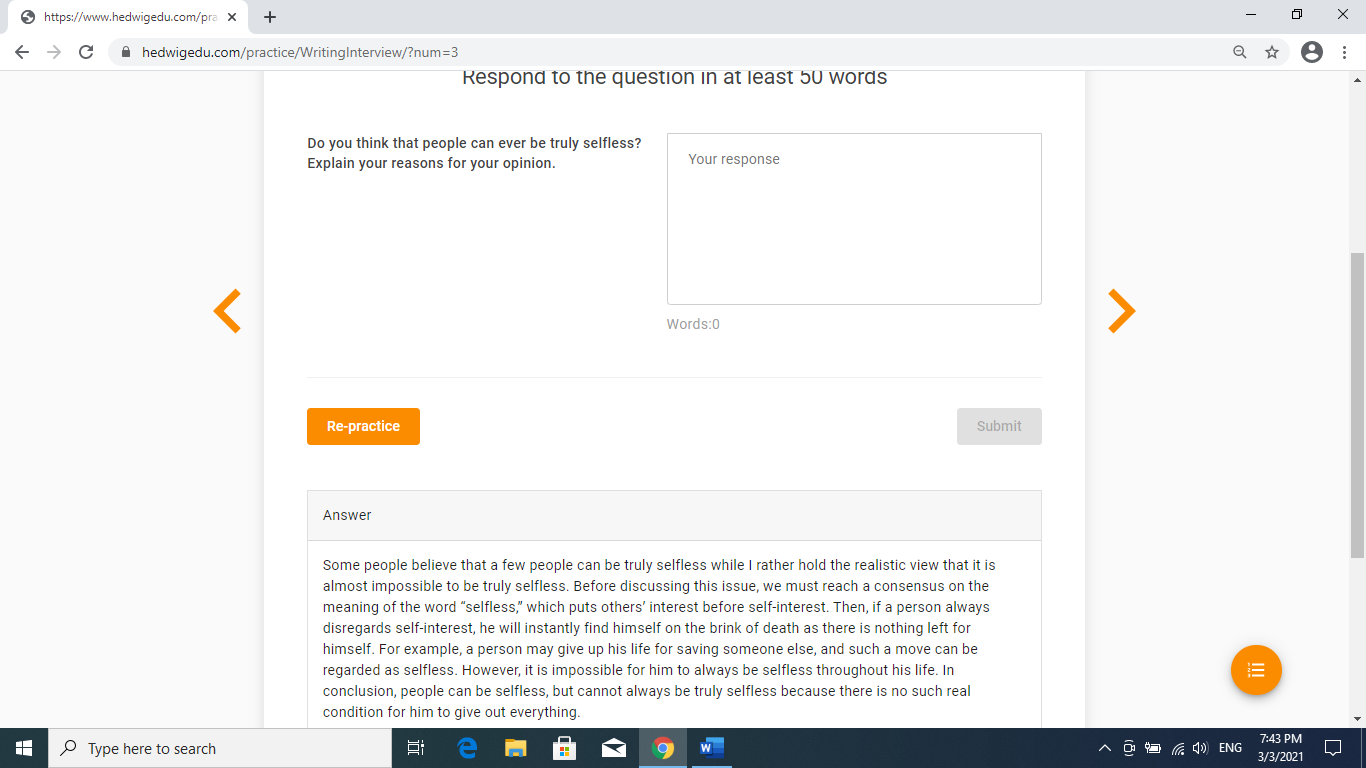 https://www.hedwigedu.com/pra
hedwigedu.com/practice/WritingInterview/?num=3
Respond to the question in at least 50 words
Do you think that people can ever be truly selfless?
Explain your reasons for your opinion.
Your response
Words:0
Re-practice
Submit
Answer
Some people believe that a few people can be truly selfless while I rather hold the realistic view that it is
almost impossible to be truly selfless. Before discussing this issue, we must reach a consensus on the
meaning of the word “selfless,” which puts others’ interest before self-interest. Then, if a person always
disregards self-interest, he will instantly find himself on the brink of death as there is nothing left for
himself. For example, a person may give up his life for saving someone else, and such a move can be
regarded as selfless. However, it is impossible for him to always be selfless throughout his life. In
conclusion, people can be selfless, but cannot always be truly selfless because there is no such real
condition for him to give out everything.
Type here to search
ENG
7:43 PM
3/3/2021